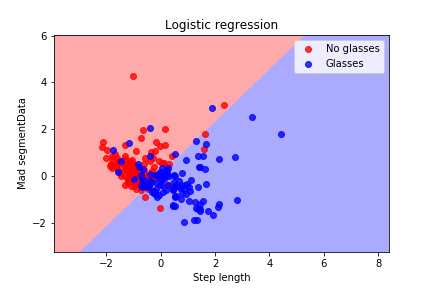 Logistic regression
No glasses
Glasses
Mad segmentData
6
4
2
0
−2
−2
0
2
4
6
8
Step length